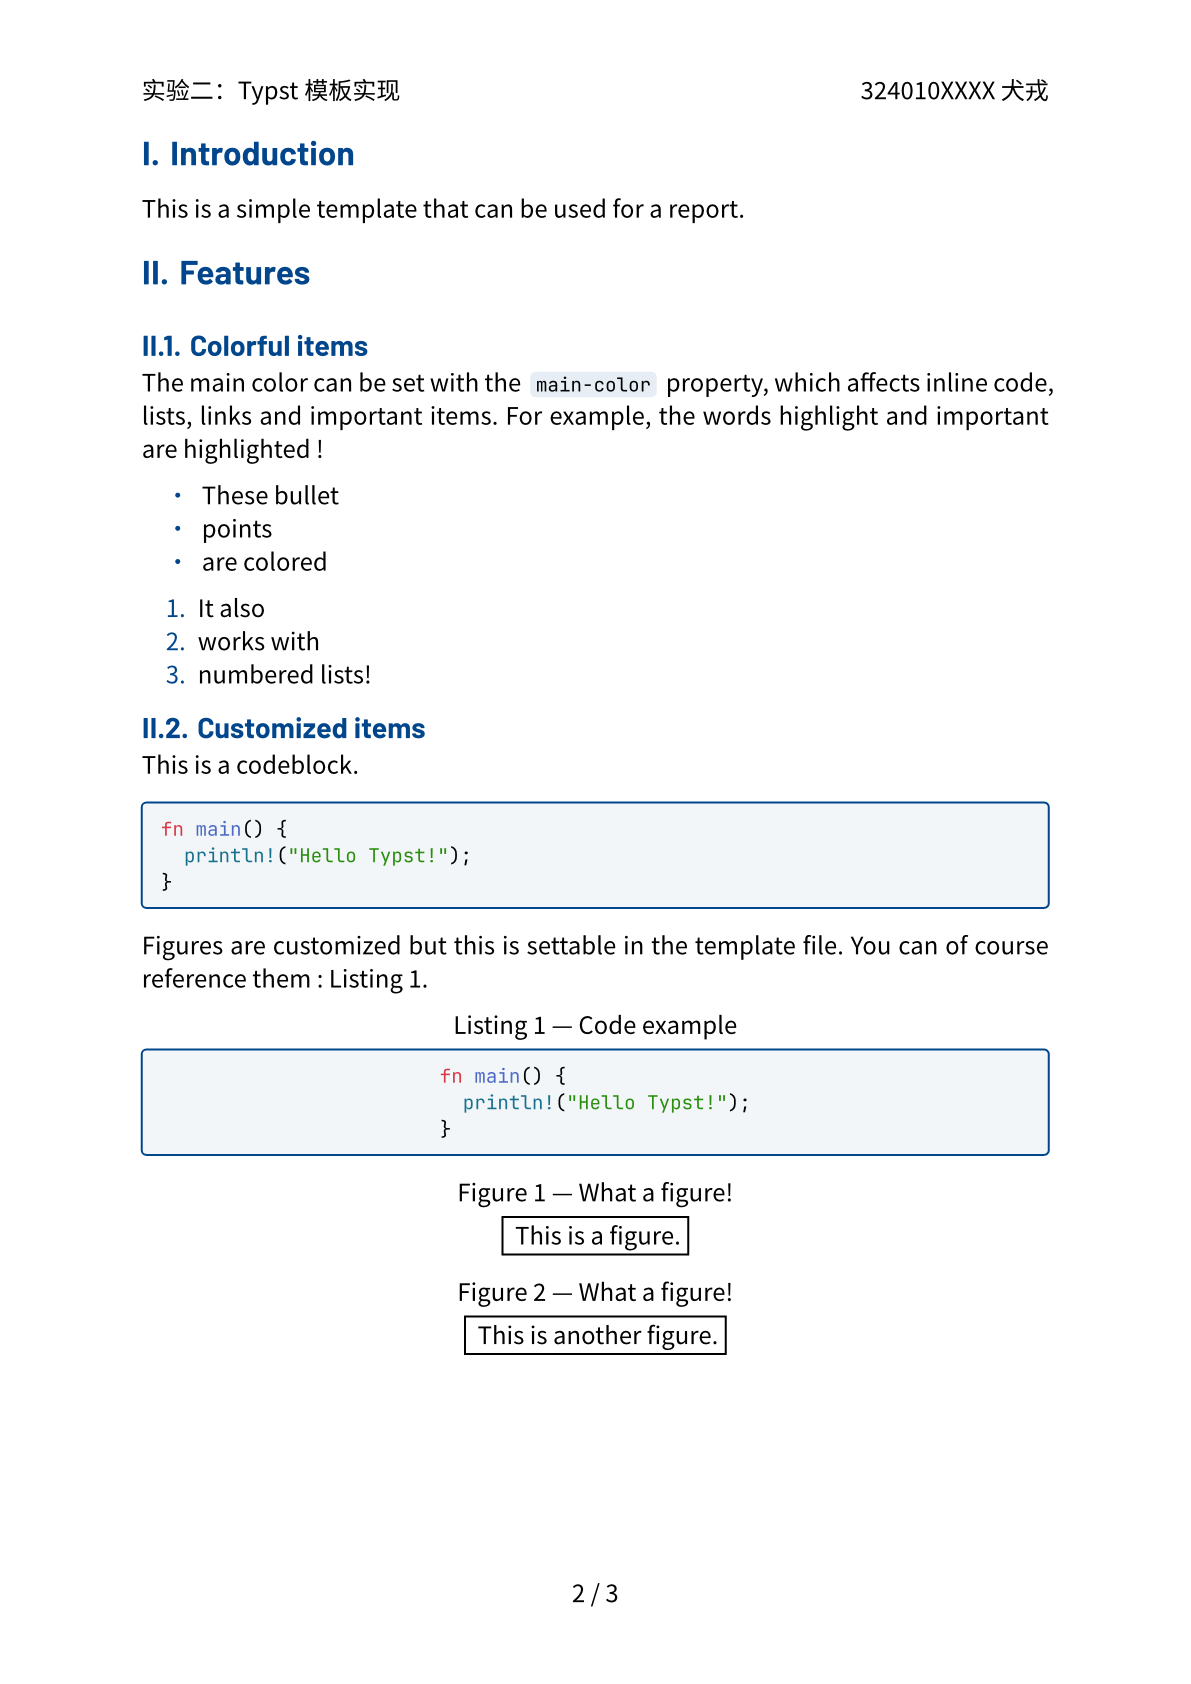 实验二：Typst 模板实现
324010XXXX 犬戎
I. Introduction
This is a simple template that can be used for a report.
II. Features
II.1. Colorful items
The main color can be set with the main-color property, which affects inline code,
lists, links and important items. For example, the words highlight and important
are highlighted !
• These bullet
• points
• are colored
1. It also
2. works with
3. numbered lists!
II.2. Customized items
This is a codeblock.
fn main() {
  println!("Hello Typst!");
}
Figures are customized but this is settable in the template file. You can of course
reference them : Listing 1.
Listing 1 — Code example
fn main() {
  println!("Hello Typst!");
}
Figure 1 — What a figure!
This is a figure.
Figure 2 — What a figure!
This is another figure.
2 / 3